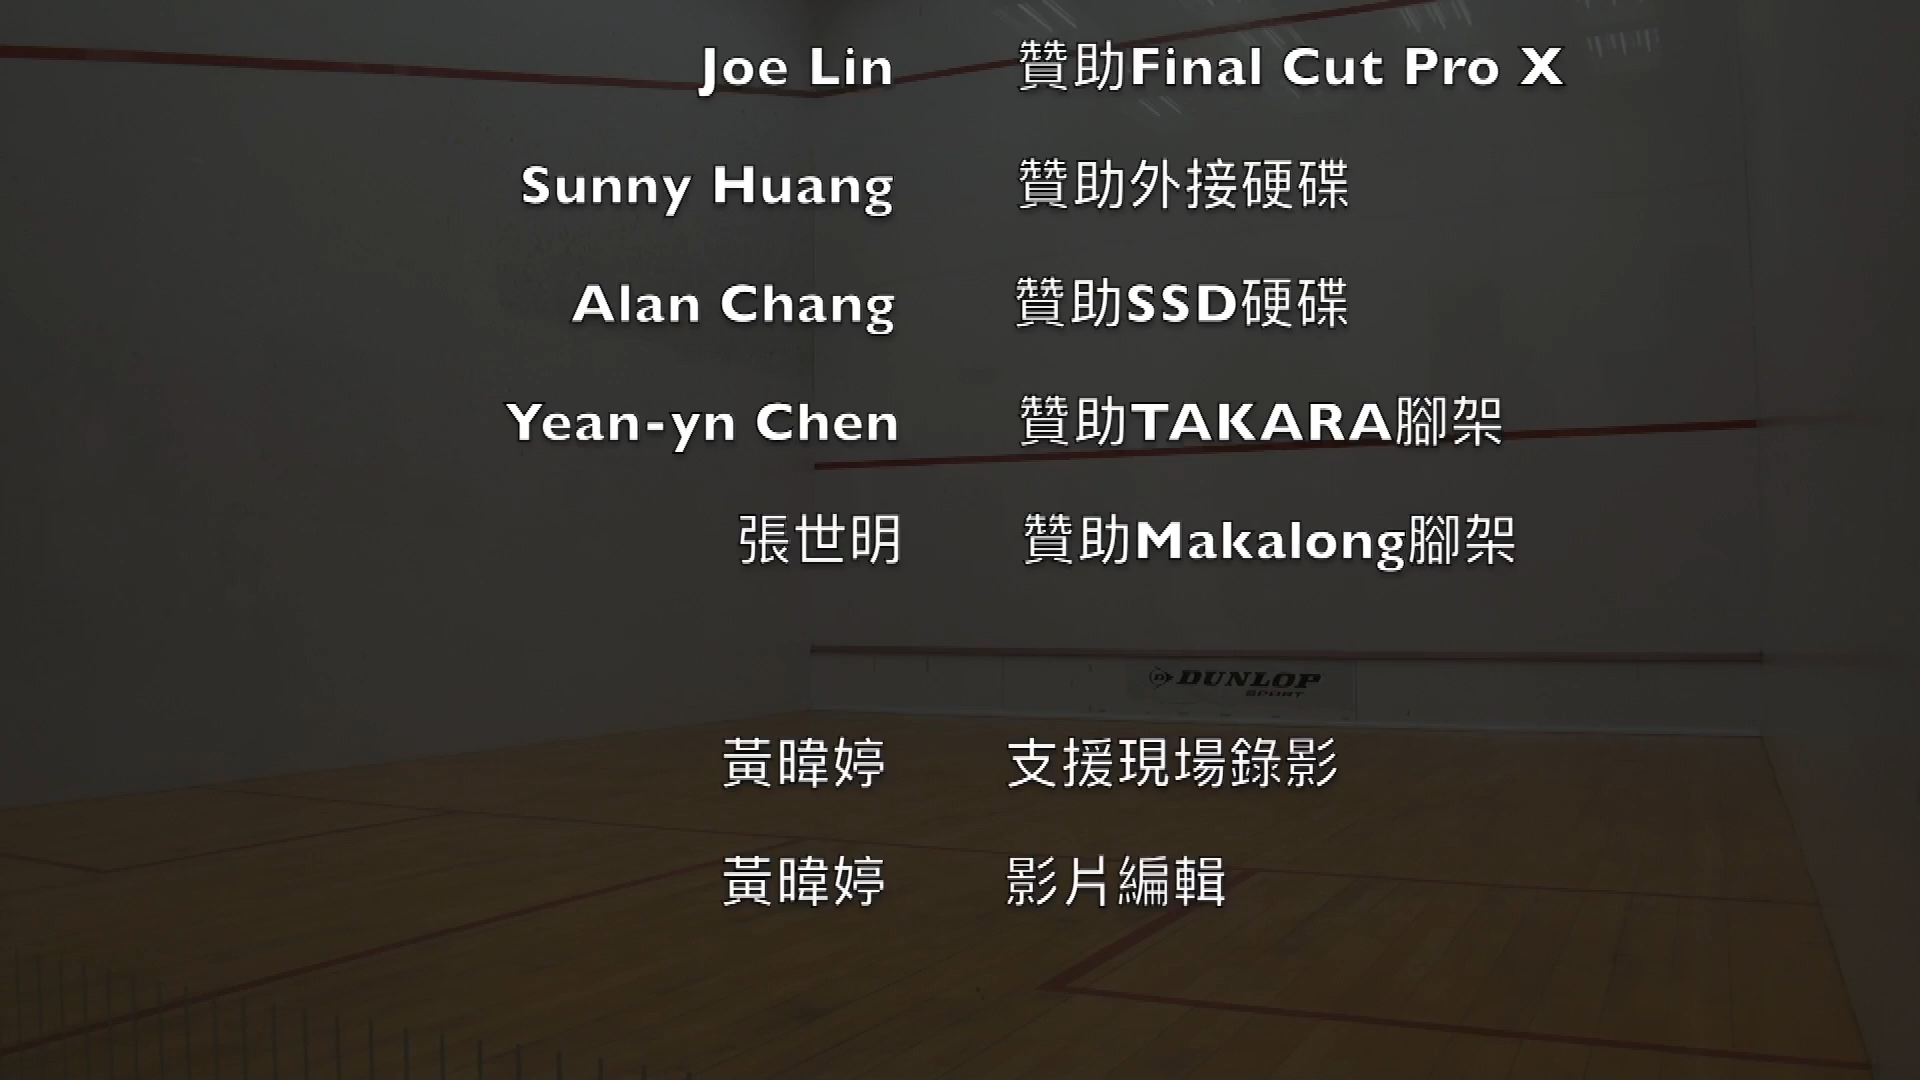 Joe Lin 贊助Final Cut Pro X
Sunny Huang 贊助外接硬碟
Alan Chang 贊助SSD硬碟
Yean-yn Chen 贊助TAKARA腳架
張世明 贊助Makalong腳架
DUNLOP
SPORT
黃暐婷 支援現場錄影
黃暐婷 影片編輯